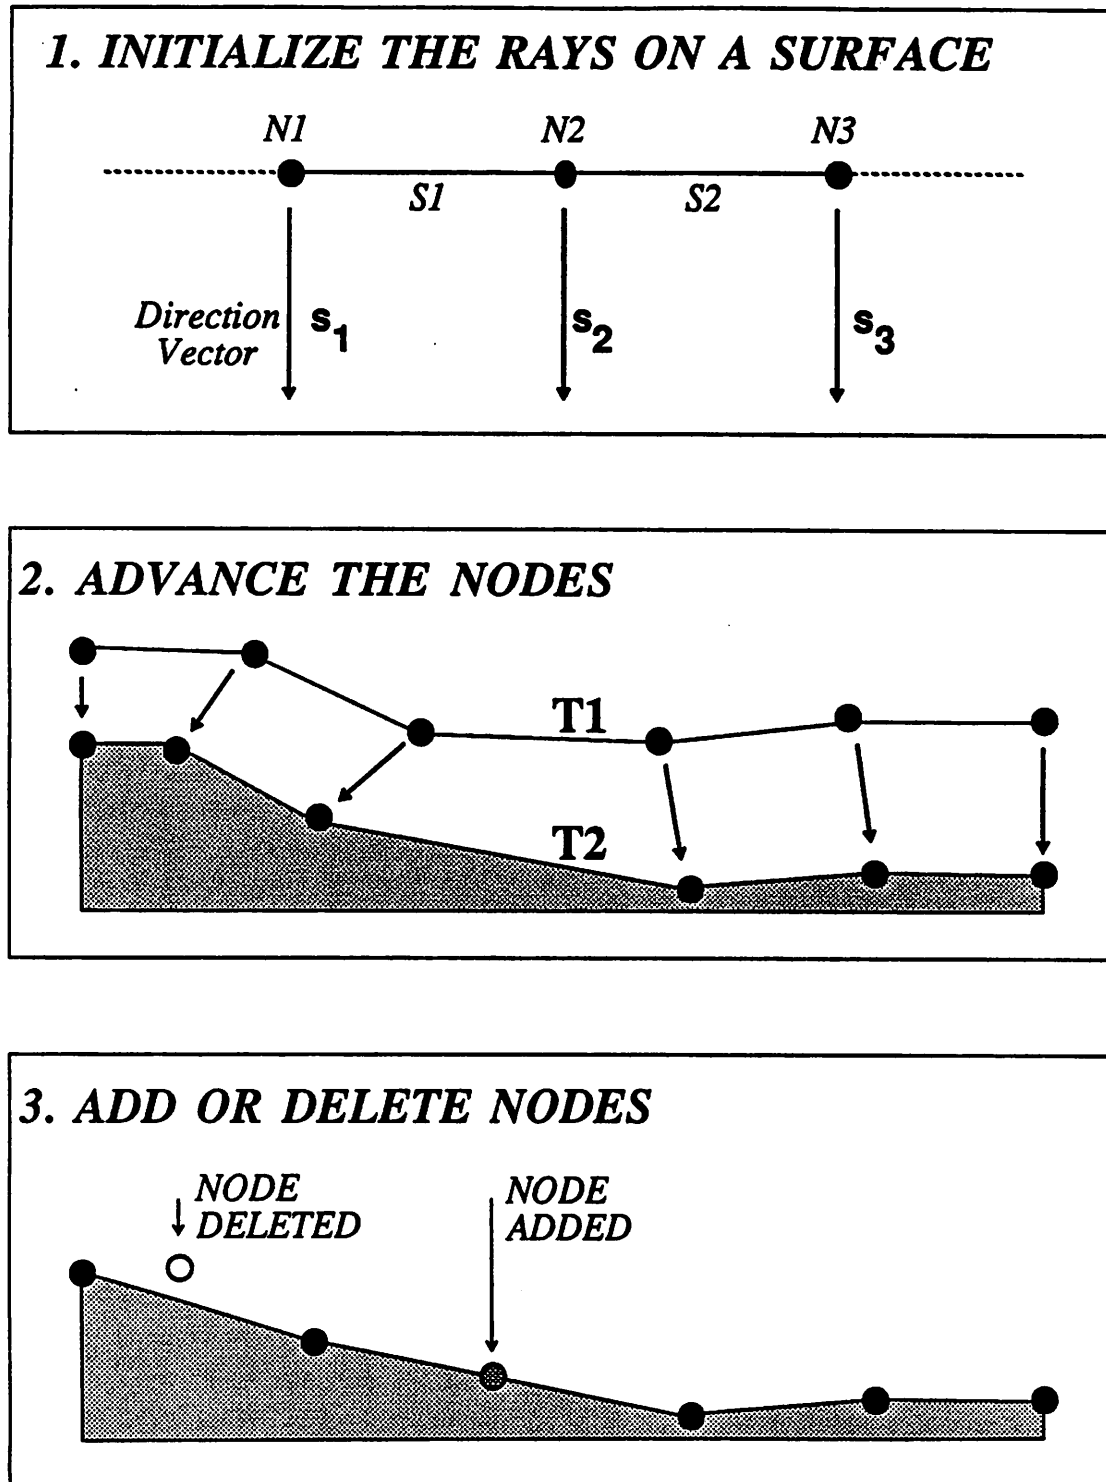 1. INITIALIZE THE RAYS ON A SURFACE
N1 N2 N3
S1 S2
Direction
Vector
s1 s2 s3
2. ADVANCE THE NODES
T1
T2
3. ADD OR DELETE NODES
NODE
DELETED
NODE
ADDED